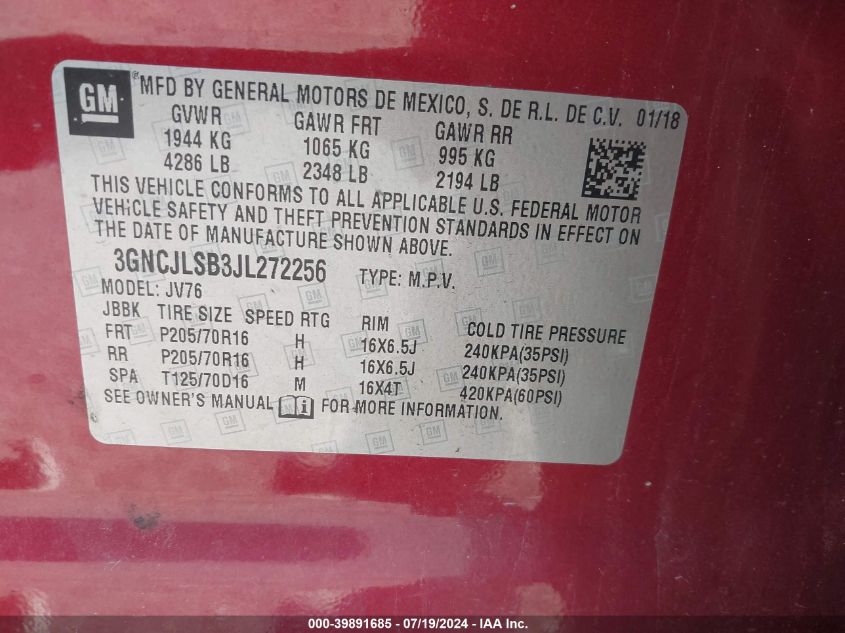 GM
®MFD BY GENERAL MOTORS DE MEXICO, S. DE R.L. DE C.V. 01/18
GVWR GAWR FRT GAWR RR
1944 KG 1065 KG 995 KG
4286 LB 2348 LB 2194 LB
THIS VEHICLE CONFORMS TO ALL APPLICABLE U.S. FEDERAL MOTOR
VEHICLE SAFETY AND THEFT PREVENTION STANDARDS IN EFFECT ON
THE DATE OF MANUFACTURE SHOWN ABOVE.
3GNCJLSB3JL272256 TYPE: M.P.V.
MODEL: JV76
JBBK TIRE SIZE SPEED RTG RIM COLD TIRE PRESSURE
FRT P205/70R16 H 16X6.5J 240KPA(35PSI)
RR P205/70R16 H 16X6.5J 240KPA(35PSI)
SPA T125/70D16 M 16X4T 420KPA(60PSI)
SEE OWNER'S MANUAL FOR MORE INFORMATION.
000-39891685 / 07/19/2024 - IAA Inc.